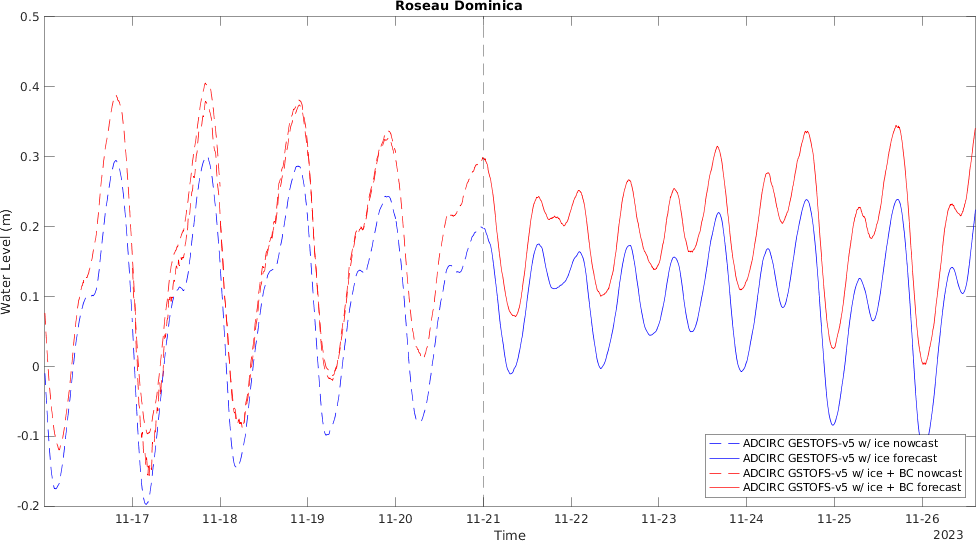 Roseau Dominica
0.5
0.4
0.3
0.2
0.1
0
-0.1
-0.2
Water Level (m)
ADCIRC GESTOFS-v5 w/ ice nowcast
ADCIRC GESTOFS-v5 w/ ice forecast
ADCIRC GSTOFS-v5 w/ ice + BC nowcast
ADCIRC GSTOFS-v5 w/ ice + BC forecast
11-17 11-18 11-19 11-20 11-21 11-22 11-23 11-24 11-25 11-26
Time
2023